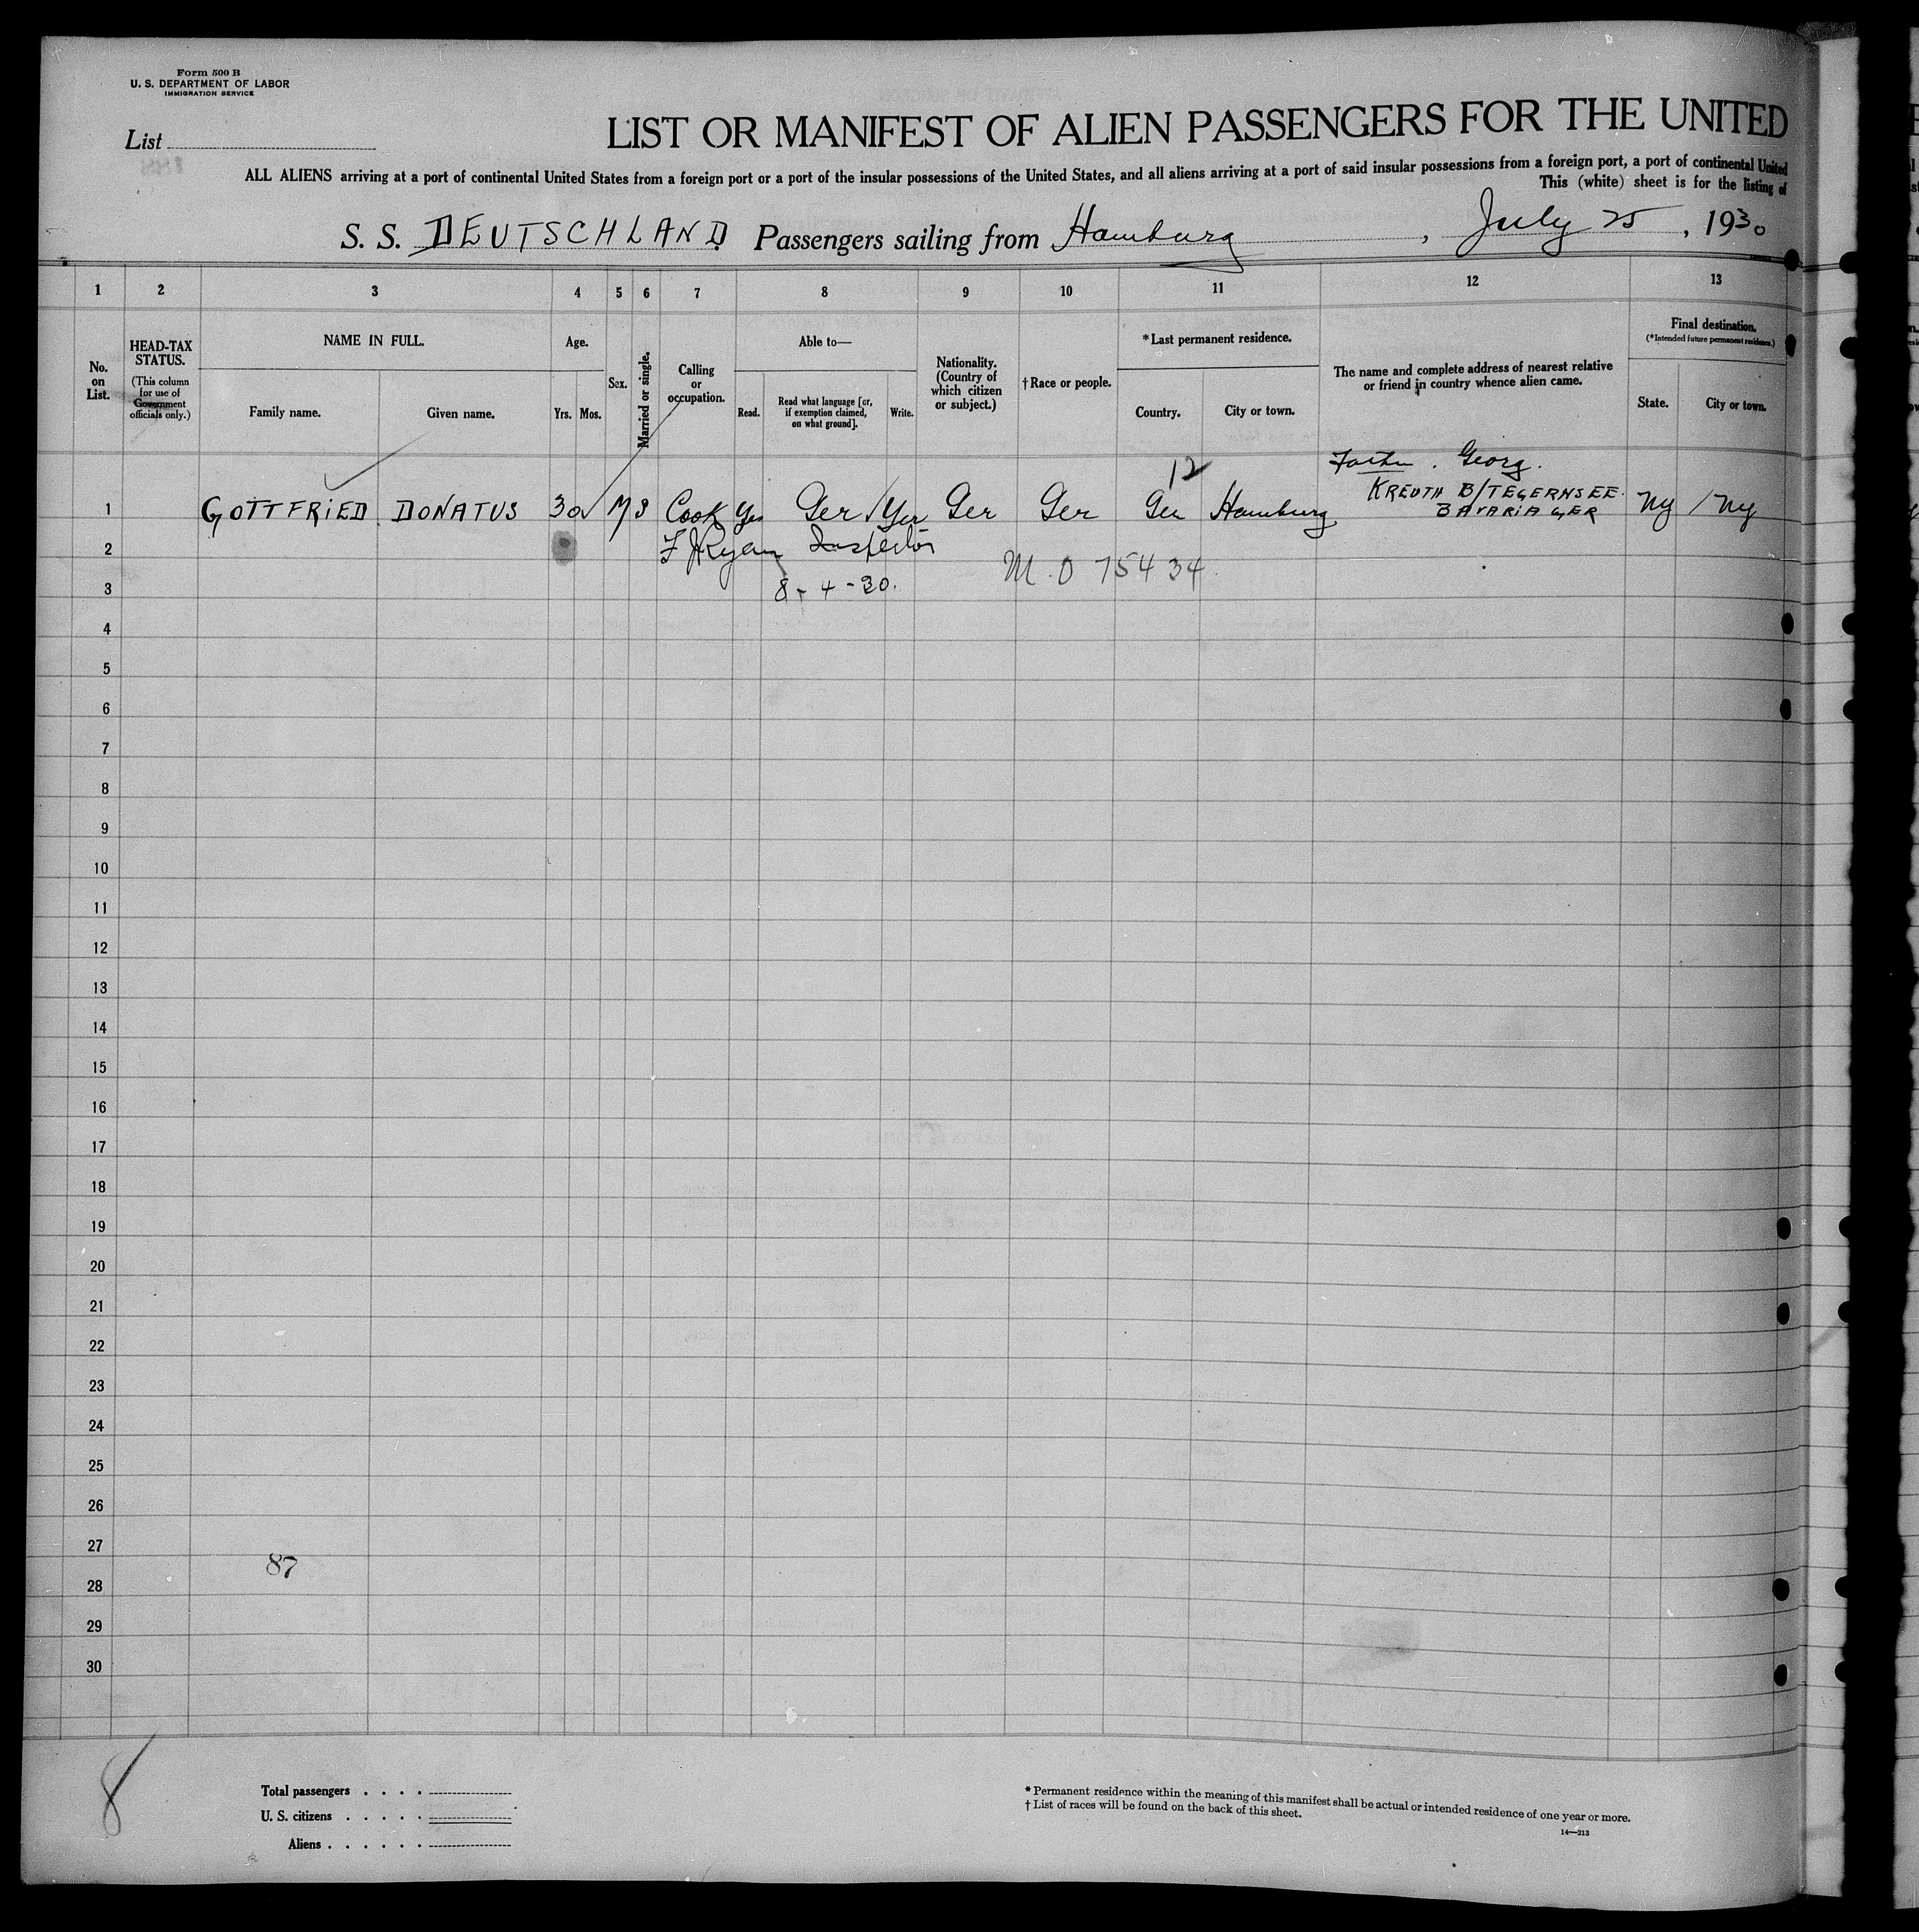 Form 500 B
U. S. DEPARTMENT OF LABOR
IMMIGRATION SERVICE
List
LIST OR MANIFEST OF ALIEN PASSENGERS FOR THE UNITED
ALL ALIENS arriving at a port of continental United States from a foreign port or a port of the insular possessions of the United States, and all aliens arriving at a port of said insular possessions from a foreign port, a port of continental United
This (white) sheet is for the listing of
S. S. DEUTSCHLAND Passengers sailing from Hamburg, July 25, 1930
1 2 3 4 5 6 7 8 9 10 11 12 13
No. on List.
HEAD-TAX STATUS.
(This column for use of Government officials only.)
NAME IN FULL.
Family name. Given name.
Age.
Yrs. Mos.
Sex.
Married or single.
Calling or occupation.
Able to—
Read. Read what language [or, if exemption claimed, on what ground]. Write.
Nationality. (Country of which citizen or subject.)
† Race or people.
* Last permanent residence.
Country. City or town.
The name and complete address of nearest relative or friend in country whence alien came.
Final destination.
(* Intended future permanent residence.)
State. City or town.
12
Father. Georg.
1 GOTTFRIED DONATUS 30 M S Cook Yes Ger Yes Ger Ger Ger Hamburg KREUTH B/TEGERNSEE NY NY
BAVARIA GER
2 F J Ryan Inspector
M. O 75434
3 8-4-30.
4
5
6
7
8
9
10
11
12
13
14
15
16
17
18
19
20
21
22
23
24
25
26
27
87
28
29
30
8
Total passengers . . . .
U. S. citizens . . . . .
Aliens . . . . . .
* Permanent residence within the meaning of this manifest shall be actual or intended residence of one year or more.
† List of races will be found on the back of this sheet.
14—213